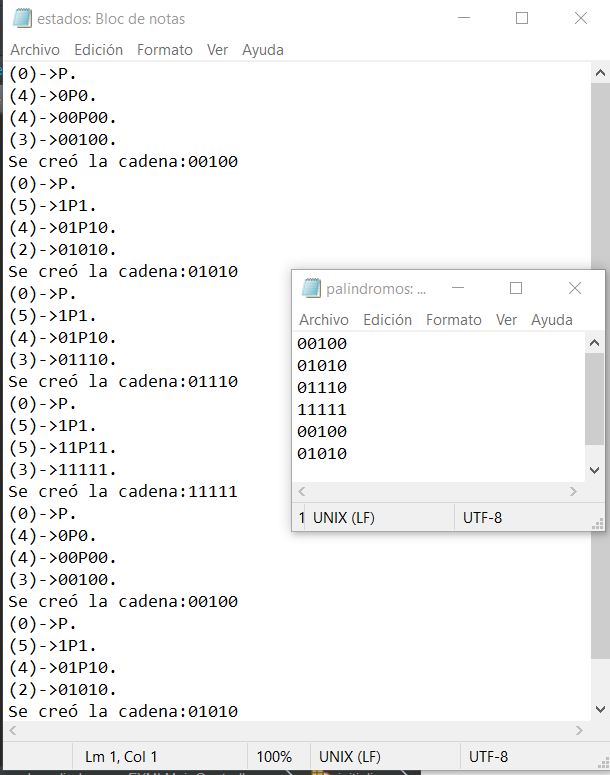 estados: Bloc de notas
Archivo Edición Formato Ver Ayuda
(0)->P.
(4)->0P0.
(4)->00P00.
(3)->00100.
Se creó la cadena:00100
(0)->P.
(5)->1P1.
(4)->01P10.
(2)->01010.
Se creó la cadena:01010
(0)->P.
(5)->1P1.
(4)->01P10.
(3)->01110.
Se creó la cadena:01110
(0)->P.
(5)->1P1.
(5)->11P11.
(3)->11111.
Se creó la cadena:11111
(0)->P.
(4)->0P0.
(4)->00P00.
(3)->00100.
Se creó la cadena:00100
(0)->P.
(5)->1P1.
(4)->01P10.
(2)->01010.
Se creó la cadena:01010
Lm 1, Col 1 100% UNIX (LF) UTF-8
palindromos: ...
Archivo Edición Formato Ver Ayuda
00100
01010
01110
11111
00100
01010
1 UNIX (LF) UTF-8